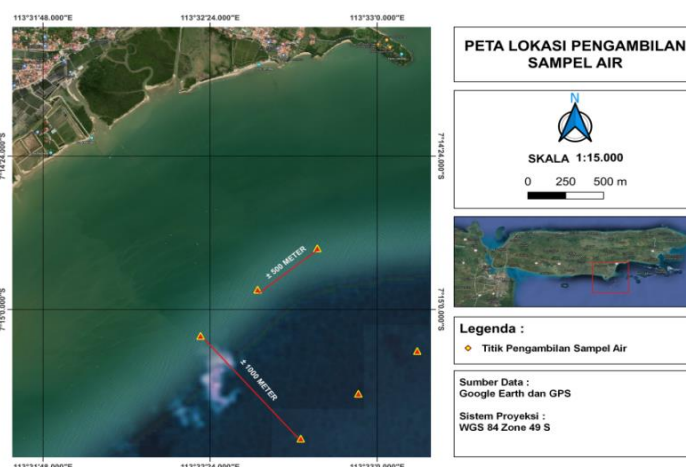 113°31'48.000"E 113°32'24.000"E 113°33'0.000"E
7°14'24.000"S 7°14'24.000"S
± 500 METER
7°15'0.000"S 7°15'0.000"S
± 1000 METER
113°31'48.000"E 113°32'24.000"E 113°33'0.000"E
PETA LOKASI PENGAMBILAN
SAMPEL AIR
N
SKALA 1:15.000
0 250 500 m
Legenda :
Titik Pengambilan Sampel Air
Sumber Data :
Google Earth dan GPS
Sistem Proyeksi :
WGS 84 Zone 49 S